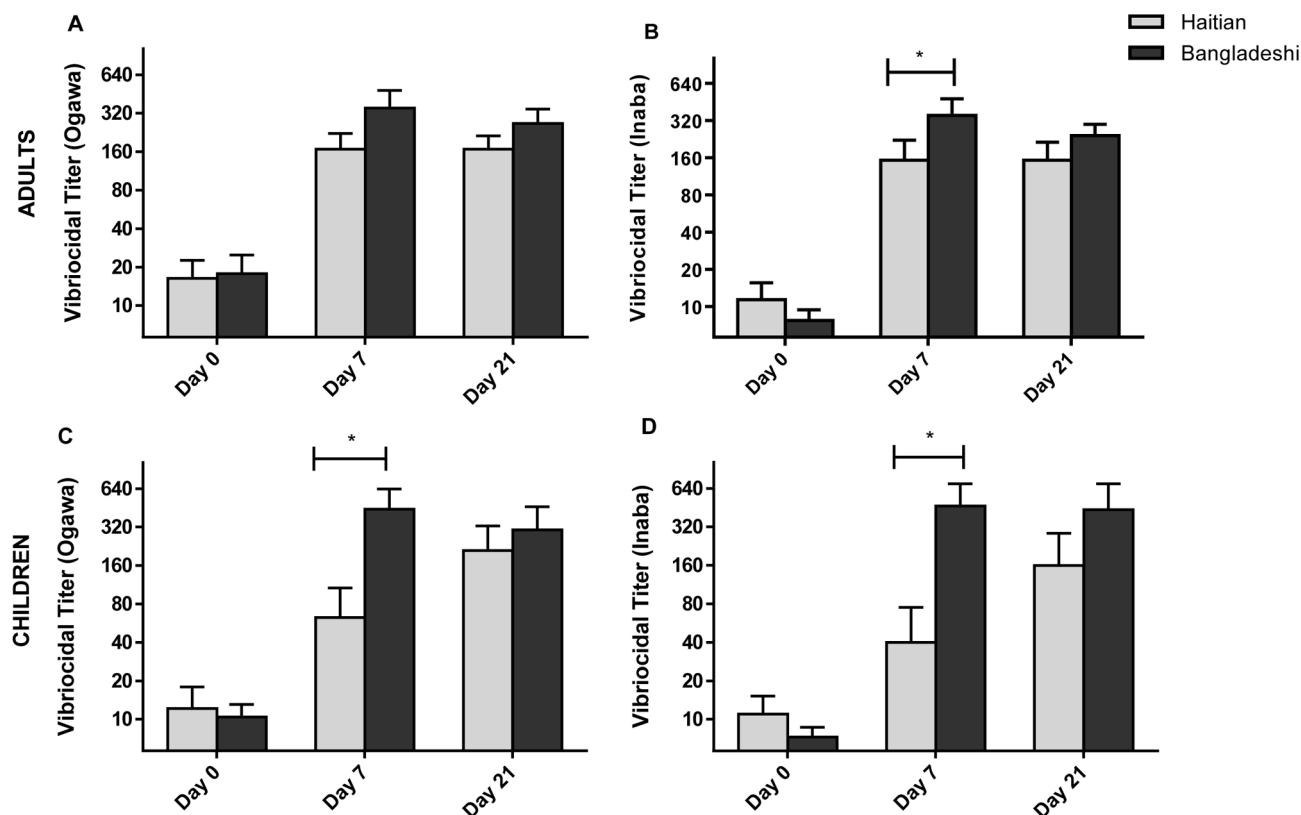 Haitian
Bangladeshi
ADULTS
A
Vibriocidal Titer (Ogawa)
640
320
160
80
40
20
10
Day 0
Day 7
Day 21
B
*
Vibriocidal Titer (Inaba)
640
320
160
80
40
20
10
Day 0
Day 7
Day 21
CHILDREN
C
*
Vibriocidal Titer (Ogawa)
640
320
160
80
40
20
10
Day 0
Day 7
Day 21
D
*
Vibriocidal Titer (Inaba)
640
320
160
80
40
20
10
Day 0
Day 7
Day 21